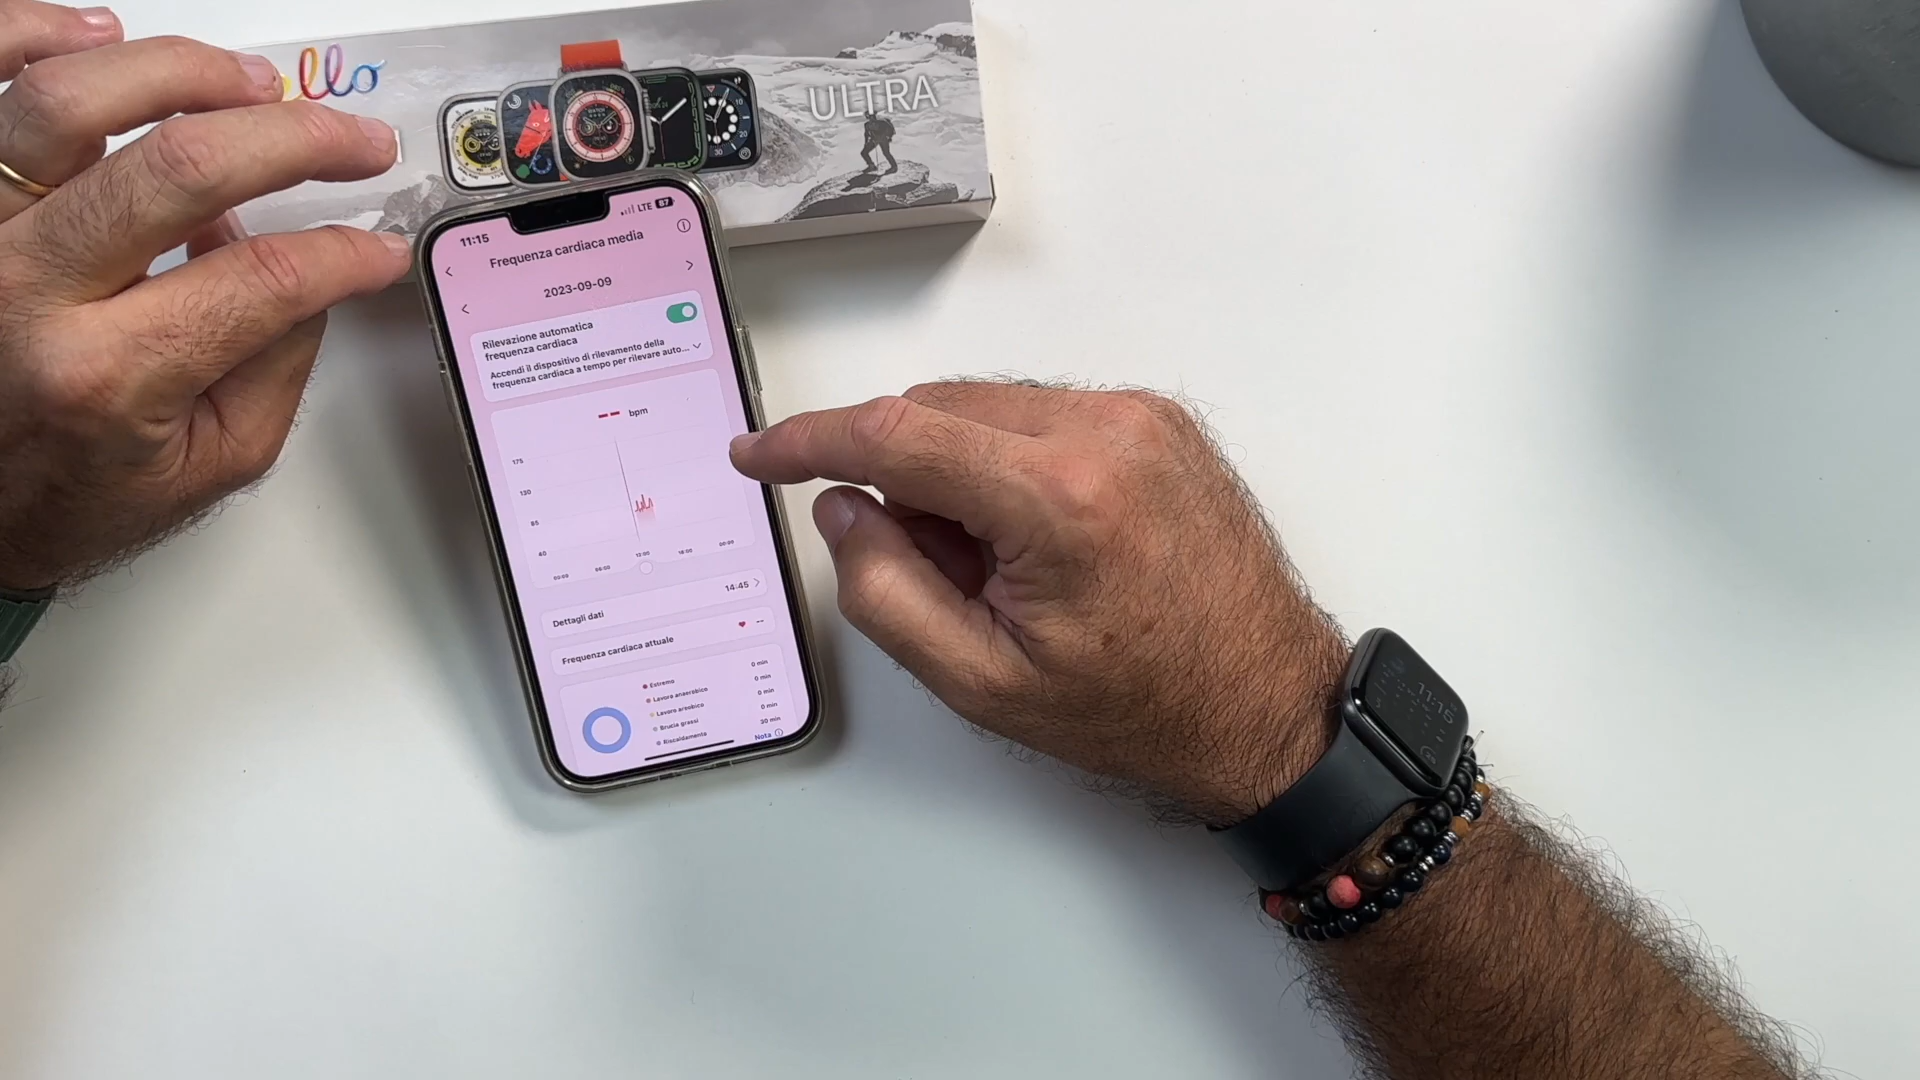 ULTRA
11:15
LTE 87
Frequenza cardiaca media
2023-09-09
Rilevazione automatica
frequenza cardiaca
Accendi il dispositivo di rilevamento della
frequenza cardiaca a tempo per rilevare auto...
bpm
175
130
85
40
00:00 06:00 12:00 18:00 00:00
Dettagli dati 14:45
Frequenza cardiaca attuale --
Estremo 0 min
Lavoro anaerobico 0 min
Lavoro aerobico 0 min
Brucia grassi 0 min
Riscaldamento 30 min
Nota